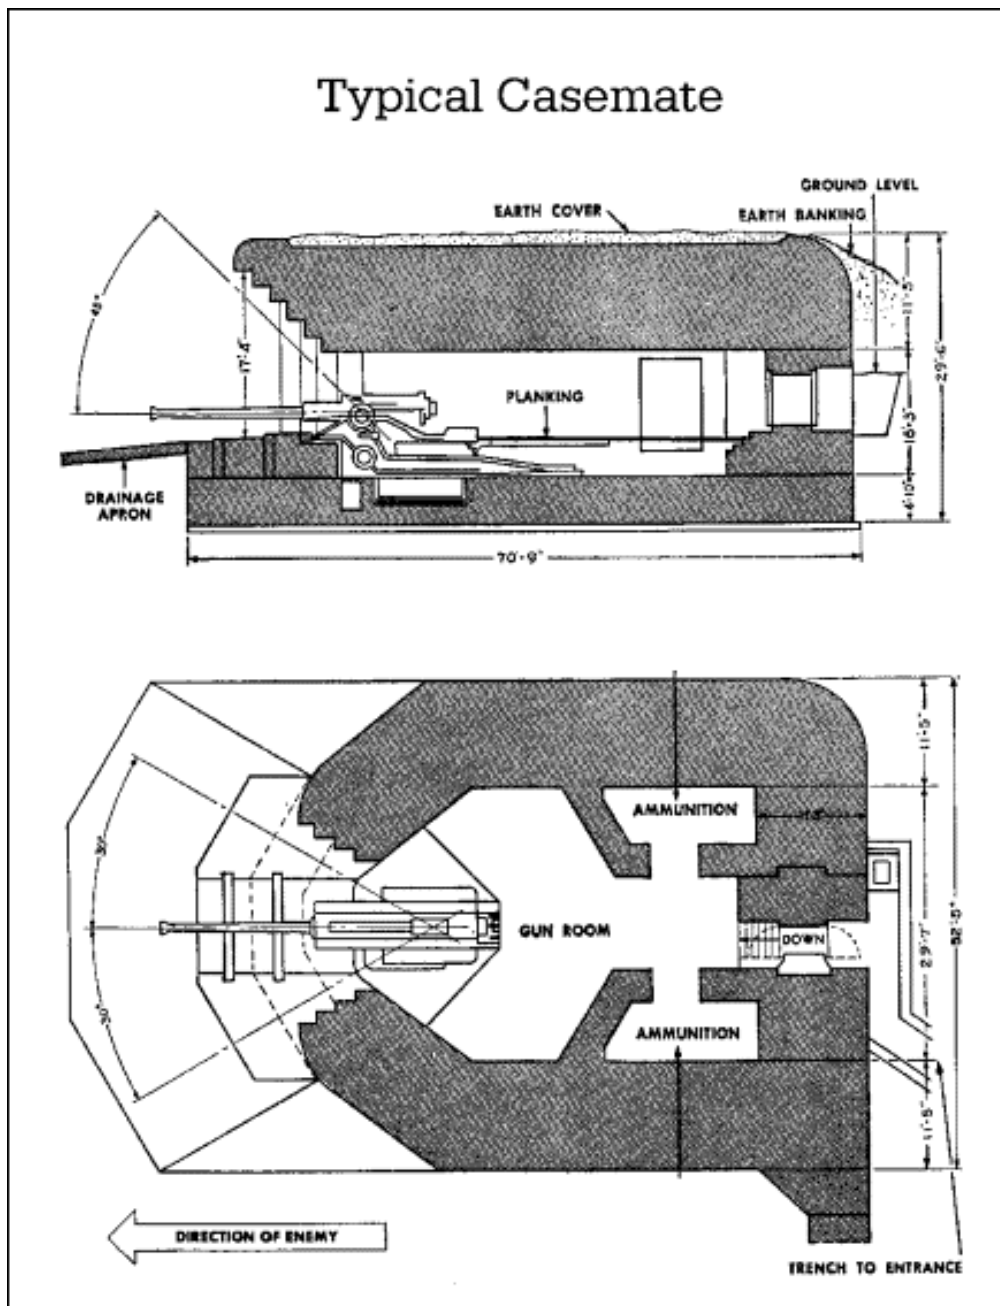 Typical Casemate
GROUND LEVEL
EARTH COVER
EARTH BANKING
45°
17'-4"
11'-5"
29'-6"
PLANKING
16'-3"
DRAINAGE
APRON
4'-10"
70'-9"
11'-5"
AMMUNITION
30°
GUN ROOM
DOWN
29'-7"
52'-5"
30°
AMMUNITION
11'-5"
DIRECTION OF ENEMY
TRENCH TO ENTRANCE